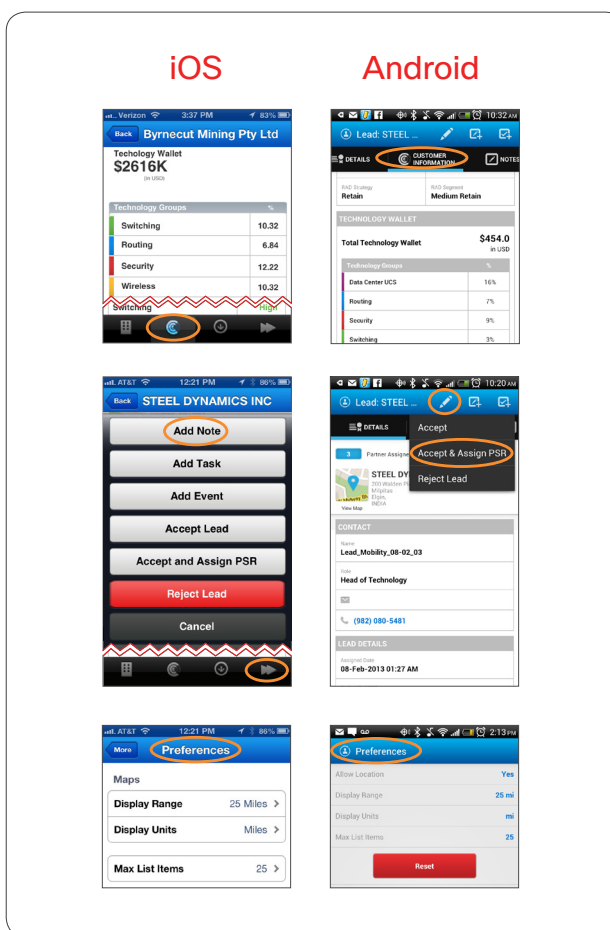 iOS
Android
Verizon 3:37 PM 83%
Back Byrnecut Mining Pty Ltd
Techology Wallet
$2616K
(in USD)
Technology Groups %
Switching 10.32
Routing 6.84
Security 12.22
Wireless 10.32
Switching High
10:32 AM
Lead: STEEL ...
DETAILS CUSTOMER INFORMATION NOTES
RAD Strategy RAD Segment
Retain Medium Retain
TECHNOLOGY WALLET
Total Technology Wallet $454.0
in USD
Technology Groups %
Data Center UCS 16%
Routing 7%
Security 9%
Switching 3%
AT&T 12:21 PM 86%
Back STEEL DYNAMICS INC
Add Note
Add Task
Add Event
Accept Lead
Accept and Assign PSR
Reject Lead
Cancel
10:20 AM
Lead: STEEL ...
DETAILS
Accept
Accept & Assign PSR
Reject Lead
3 Partner Assigne
STEEL DY
Milpitas
Elgin,
INDIA
View Map
CONTACT
Name
Lead_Mobility_08-02_03
Head of Technology
(982) 080-5481
LEAD DETAILS
Assigned Date
08-Feb-2013 01:27 AM
AT&T 12:21 PM 86%
More Preferences
Maps
Display Range 25 Miles >
Display Units Miles >
Max List Items 25 >
2:13 PM
Preferences
Allow Location Yes
Display Range 25 mi
Display Units mi
Max List Items 25
Reset